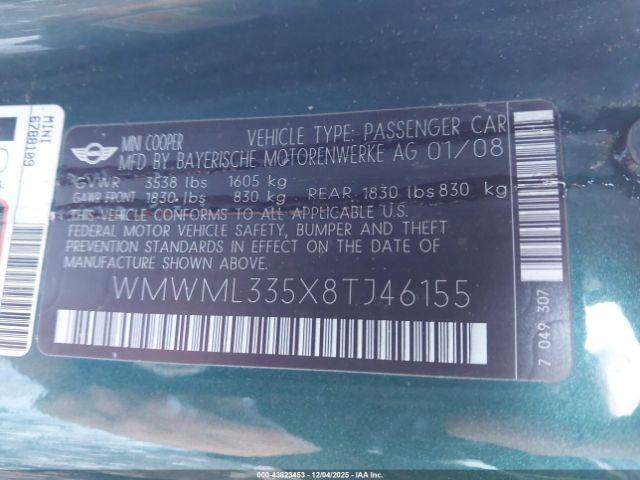 MINI COOPER VEHICLE TYPE: PASSENGER CAR
MFD BY BAYERISCHE MOTORENWERKE AG 01/08
GVWR 3538 lbs 1605 kg
GAWR FRONT 1830 lbs 830 kg REAR 1830 lbs 830 kg
THIS VEHICLE CONFORMS TO ALL APPLICABLE U.S.
FEDERAL MOTOR VEHICLE SAFETY, BUMPER AND THEFT
PREVENTION STANDARDS IN EFFECT ON THE DATE OF
MANUFACTURE SHOWN ABOVE.
WMWML335X8TJ46155
7 049 307
MINI
6788109
00-43823453 - 12/04/2025 - IAA Inc.